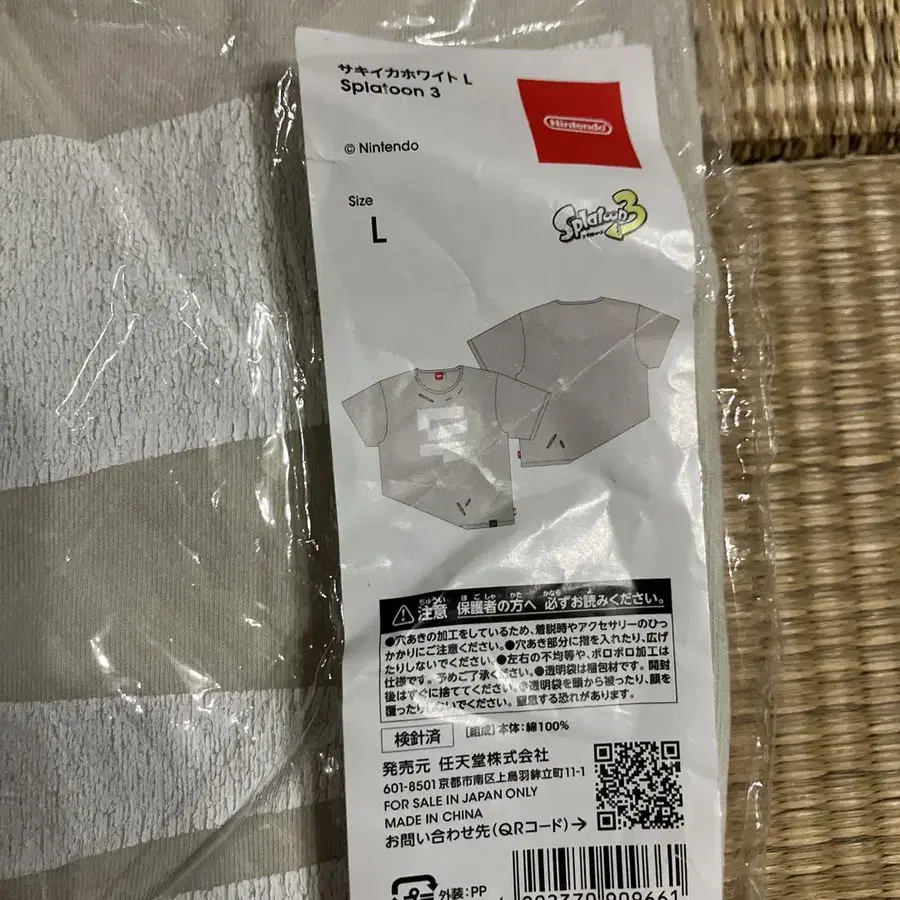 サキイカホワイト L
Splatoon 3
Nintendo
© Nintendo
Size
L
Splatoon 3
注意 保護者の方へ 必ずお読みください。
●穴あきの加工をしているため、着脱時やアクセサリーのひっ
かかりにご注意ください。●穴あき部分に指を入れたり、広げ
たりしないでください。●左右の不均等や、ボロボロ加工は
仕様です。予めご了承ください。●透明袋は梱包材です。開封
後はすぐに捨ててください。●透明袋を頭から被ったり、顔を
覆ったりしないでください。窒息する恐れがあります。
検針済
[組成] 本体：綿100%
発売元 任天堂株式会社
601-8501 京都市南区上鳥羽鉾立町11-1
FOR SALE IN JAPAN ONLY
MADE IN CHINA
お問い合わせ先（QRコード）→
プラ
外装：PP